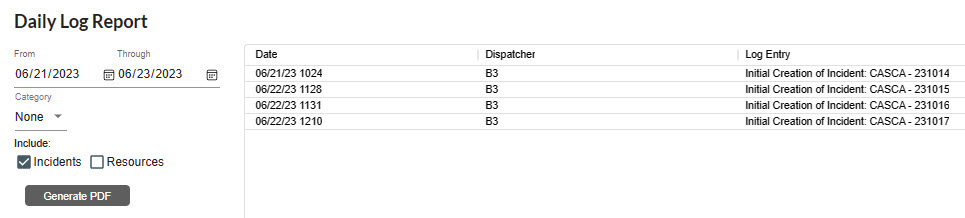 Daily Log Report
From Through
06/21/2023 06/23/2023
Category
None
Include:
Incidents Resources
Generate PDF
Date Dispatcher Log Entry
06/21/23 1024 B3 Initial Creation of Incident: CASCA - 231014
06/22/23 1128 B3 Initial Creation of Incident: CASCA - 231015
06/22/23 1131 B3 Initial Creation of Incident: CASCA - 231016
06/22/23 1210 B3 Initial Creation of Incident: CASCA - 231017